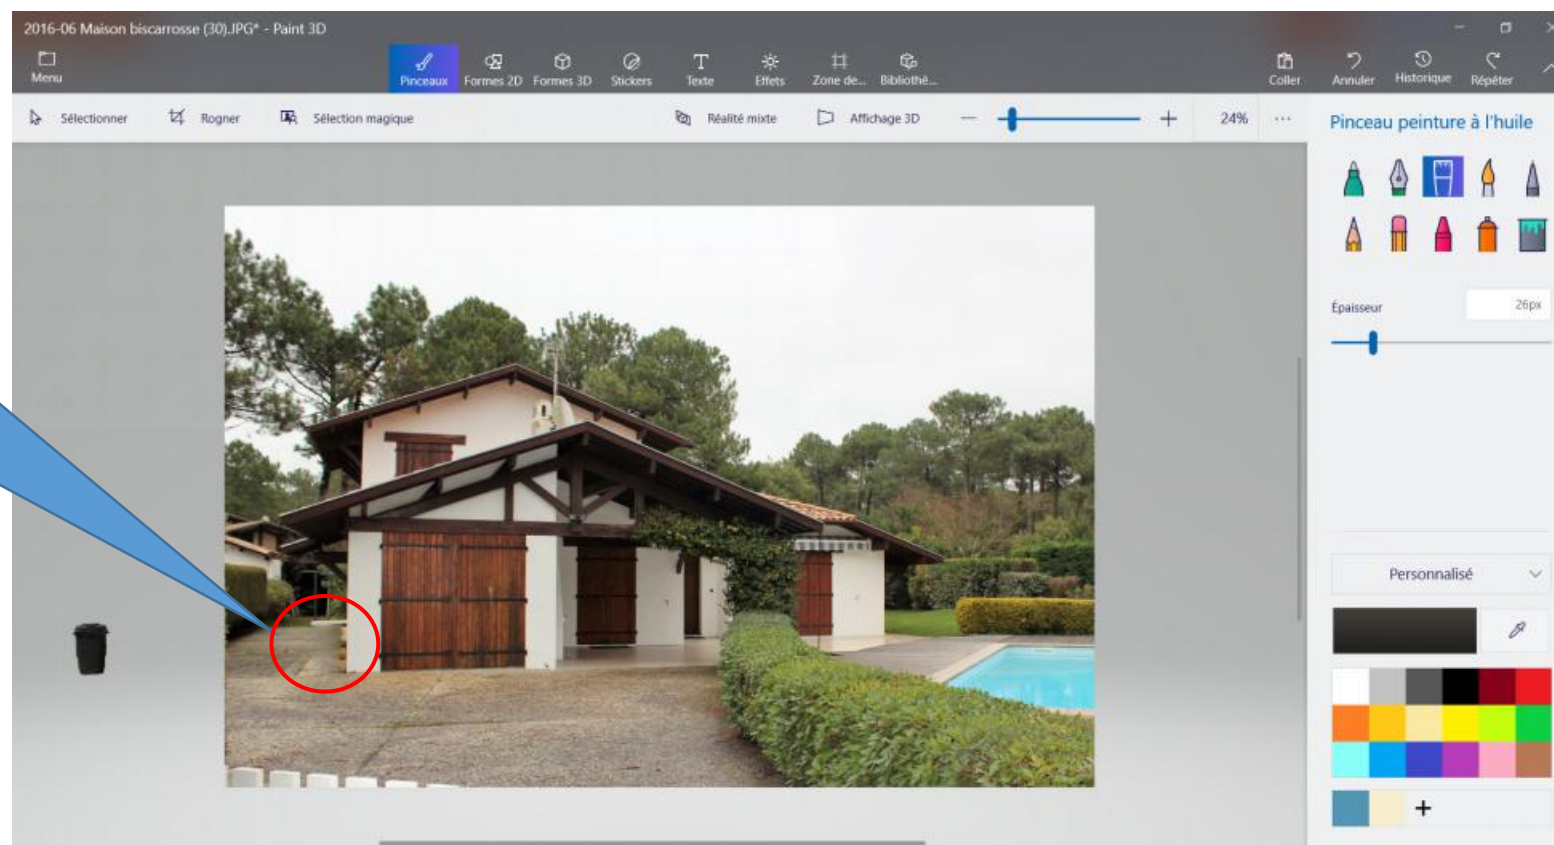 2016-06 Maison biscarrosse (30).JPG* - Paint 3D
Menu
Pinceaux Formes 2D Formes 3D Stickers Texte Effets Zone de... Bibliothè... Coller Annuler Historique Répéter
Sélectionner Rogner Sélection magique Réalité mixte Affichage 3D 24% ...
Pinceau peinture à l'huile
Épaisseur 26px
Personnalisé